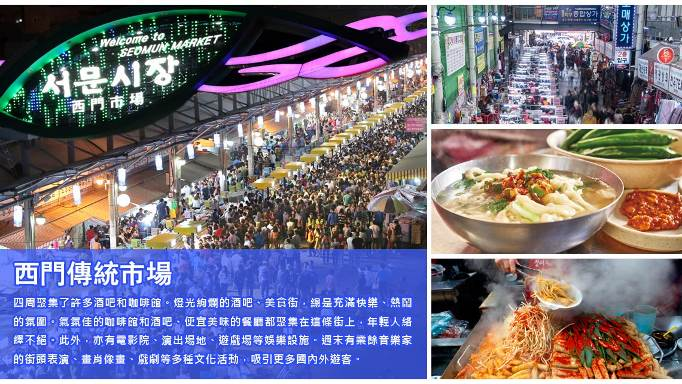 Welcome to
SEOMUN MARKET
서문시장
西門市場
西門傳統市場
四周聚集了許多酒吧和咖啡館。燈光絢爛的酒吧、美食街，總是充滿快樂、熱鬧
的氛圍。氣氛佳的咖啡館和酒吧、便宜美味的餐廳都聚集在這條街上，年輕人絡
繹不絕。此外，亦有電影院、演出場地、遊戲場等娛樂設施。週末有業餘音樂家
的街頭表演、畫肖像畫、戲劇等多種文化活動，吸引更多國內外遊客。
종합상가